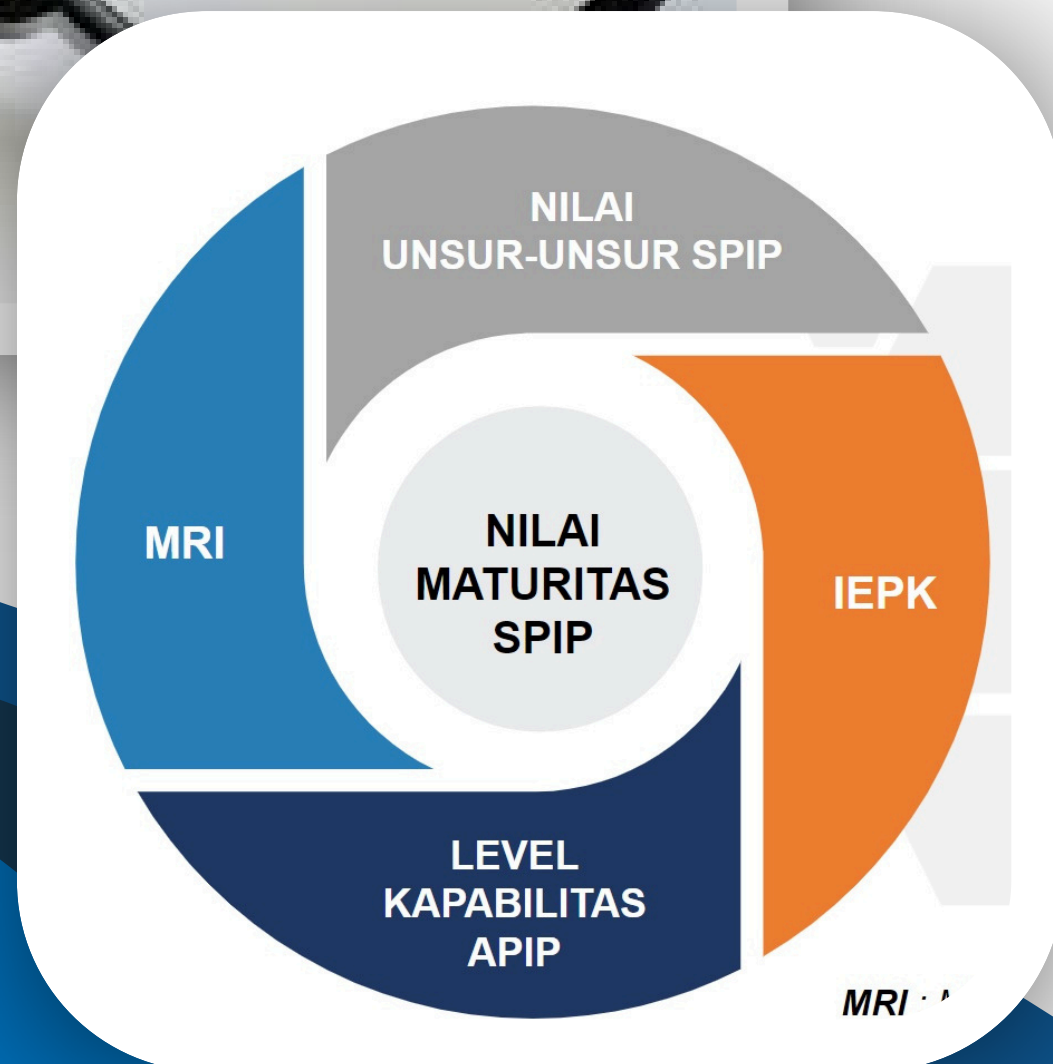 NILAI
UNSUR-UNSUR SPIP
MRI
NILAI
MATURITAS
SPIP
IEPK
LEVEL
KAPABILITAS
APIP
MRI :